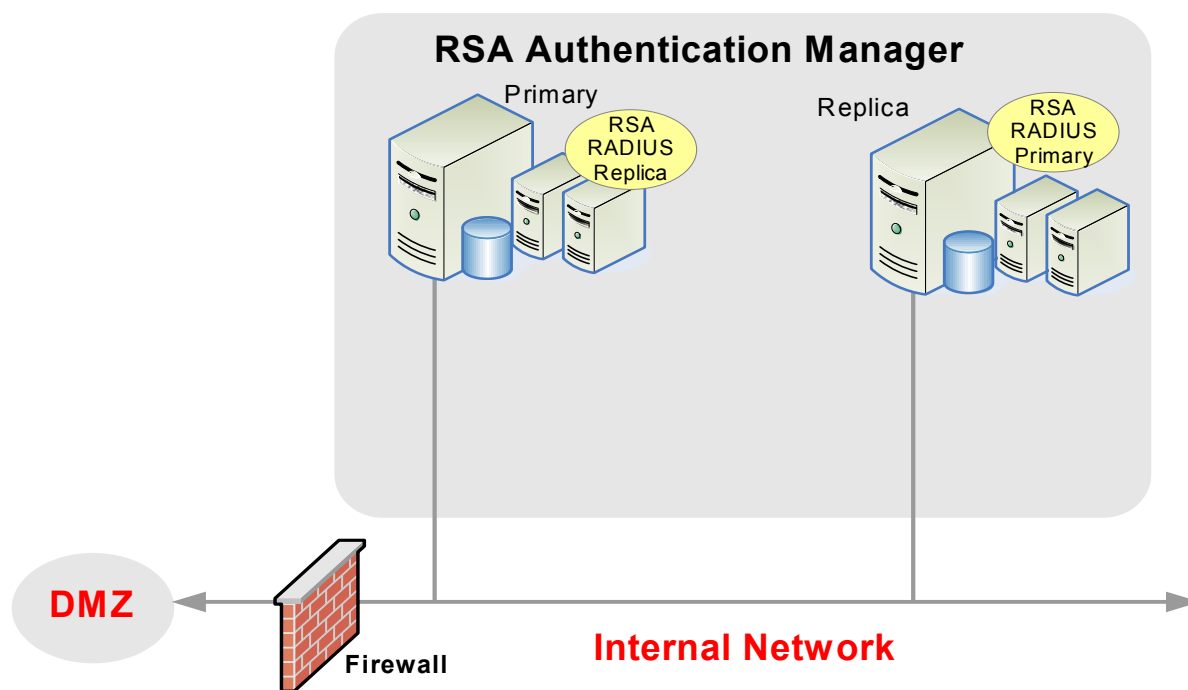 RSA Authentication Manager
Primary
RSA
RADIUS
Replica
Replica
RSA
RADIUS
Primary
DMZ
Firewall
Internal Network